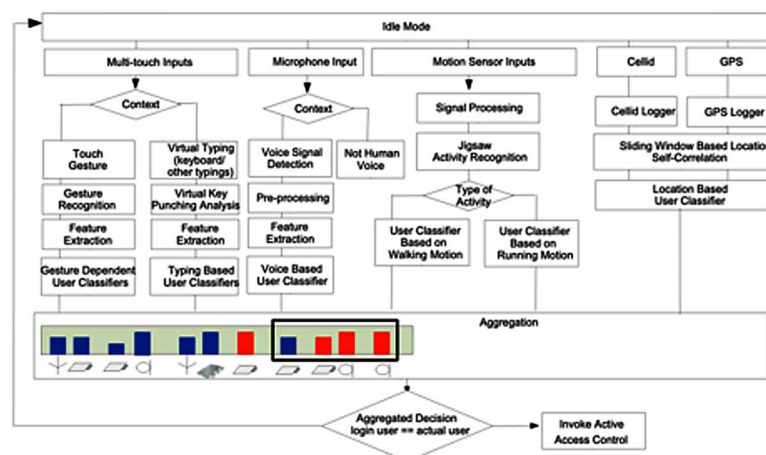 Idle Mode
Multi-touch Inputs
Microphone Input
Motion Sensor Inputs
Cellid
GPS
Context
Context
Signal Processing
Cellid Logger
GPS Logger
Touch
Gesture
Virtual Typing
(keyboard/
other typings)
Voice Signal
Detection
Not Human
Voice
Jigsaw
Activity Recognition
Sliding Window Based Location
Self-Correlation
Gesture
Recognition
Virtual Key
Punching Analysis
Pre-processing
Type of
Activity
Location Based
User Classifier
Feature
Extraction
Feature
Extraction
Feature
Extraction
User Classifier
Based on
Walking Motion
User Classifier
Based on
Running Motion
Gesture Dependent
User Classifiers
Typing Based
User Classifiers
Voice Based
User Classifier
Aggregation
Aggregated Decision
login user == actual user
Invoke Active
Access Control